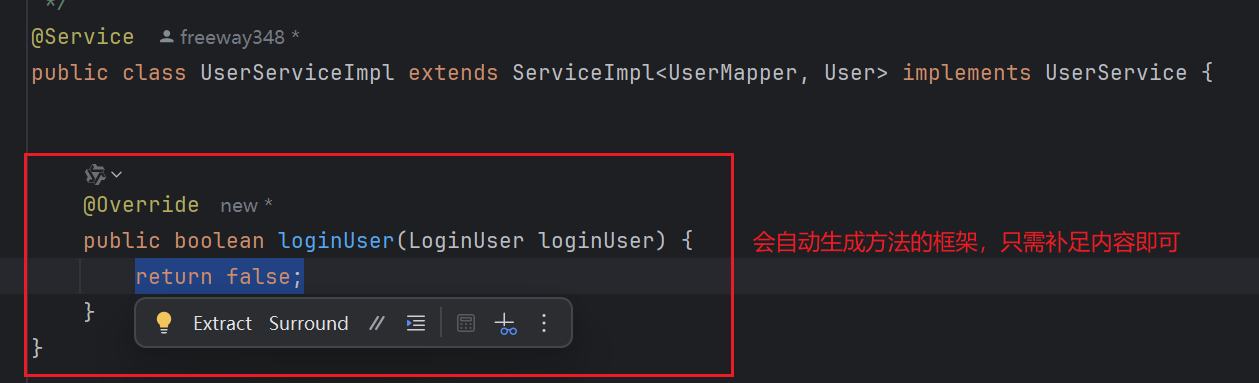 */
@Service freeway348 *
public class UserServiceImpl extends ServiceImpl<UserMapper, User> implements UserService {
@Override new *
public boolean loginUser(LoginUser loginUser) {
会自动生成方法的框架，只需补足内容即可
return false;
}
Extract Surround //
}